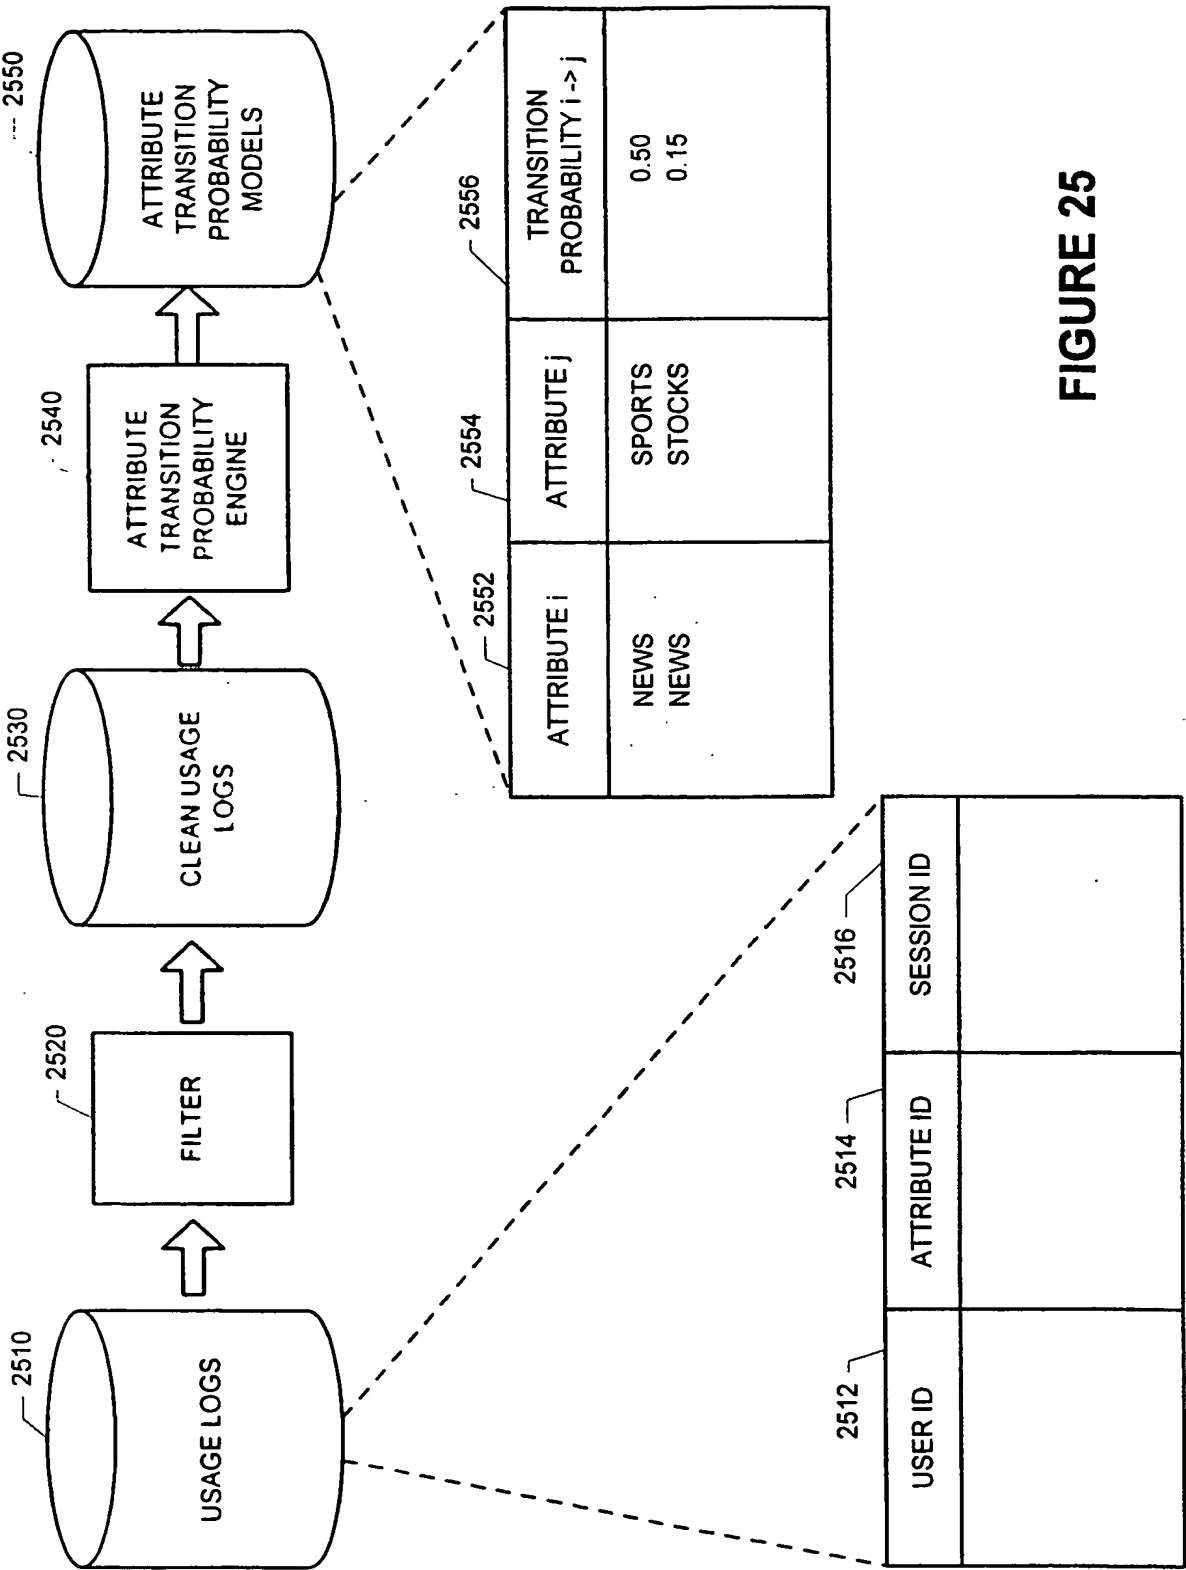 2510
USAGE LOGS
2520
FILTER
2530
CLEAN USAGE
LOGS
2540
ATTRIBUTE
TRANSITION
PROBABILITY
ENGINE
2550
ATTRIBUTE
TRANSITION
PROBABILITY
MODELS
2552
2554
2556
ATTRIBUTE i
ATTRIBUTE j
TRANSITION
PROBABILITY i -> j
NEWS
SPORTS
0.50
NEWS
STOCKS
0.15
2512
2514
2516
USER ID
ATTRIBUTE ID
SESSION ID
FIGURE 25